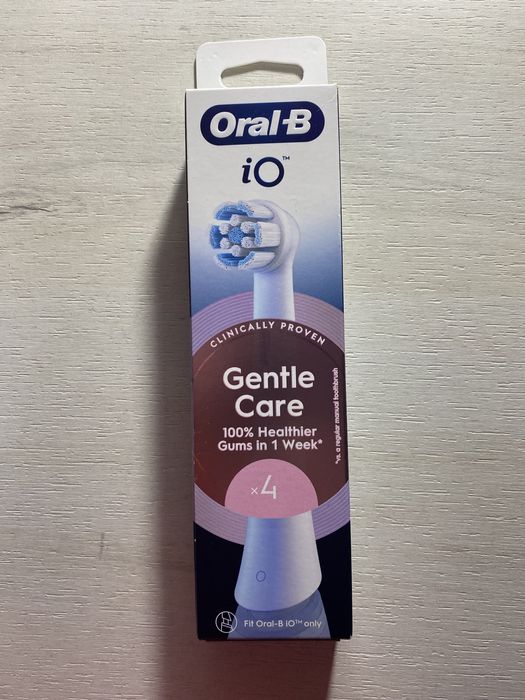 Oral-B
iO™
CLINICALLY PROVEN
Gentle
Care
100% Healthier
Gums in 1 Week*
*vs. a regular manual toothbrush
x4
Fit Oral-B iO™ only